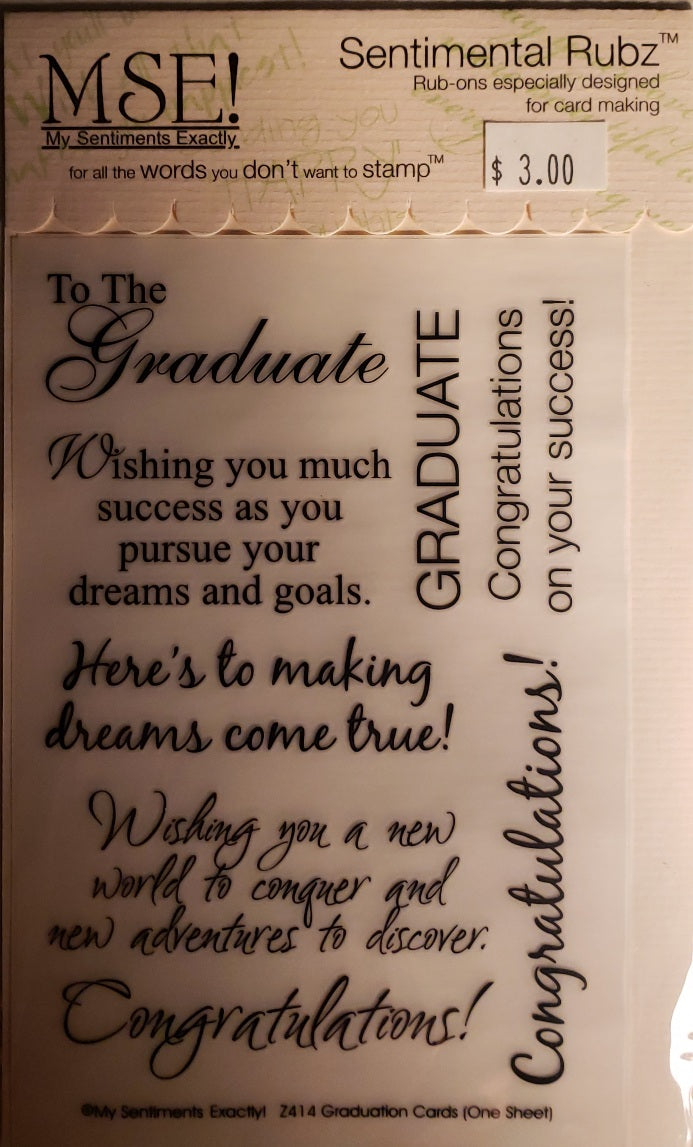 MSE!
My Sentiments Exactly
for all the words you don't want to stamp™
Sentimental Rubz™
Rub-ons especially designed
for card making
$ 3.00
To The
Graduate
Wishing you much
success as you
pursue your
dreams and goals.
GRADUATE
Congratulations
on your success!
Here's to making
dreams come true!
Wishing you a new
world to conquer and
new adventures to discover.
Congratulations!
Congratulations!
©My Sentiments Exactly! Z414 Graduation Cards (One Sheet)